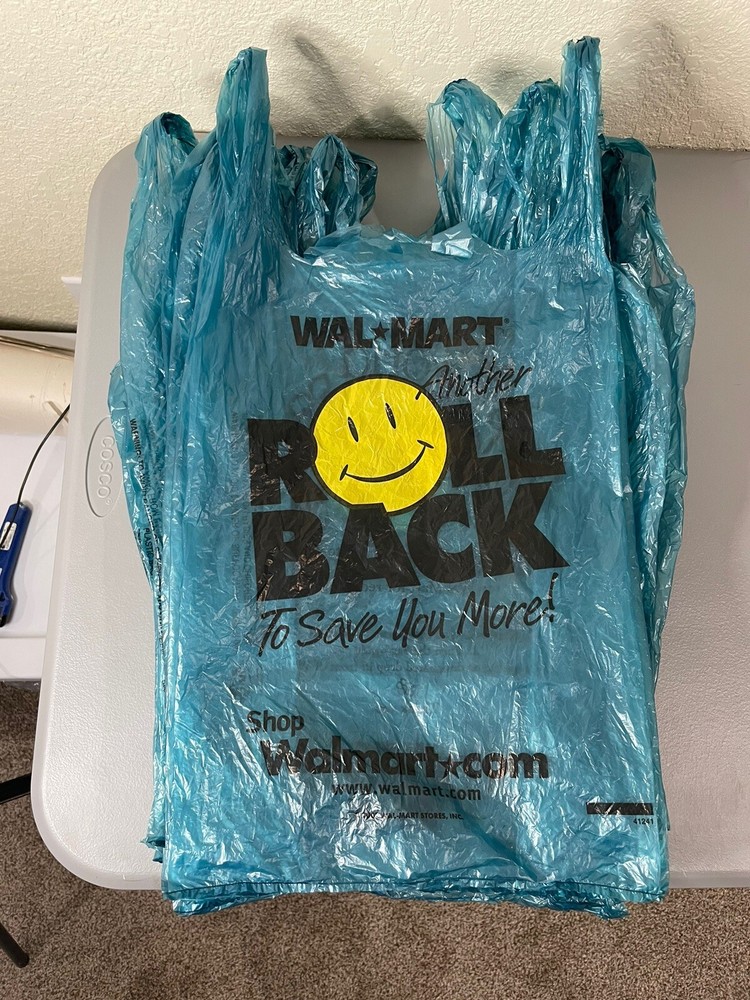 WAL★MART®
Another
ROLL
BACK
To Save You More!
Shop
Walmart★com
www.walmart.com
WAL-MART STORES, INC.
41241
COSCO